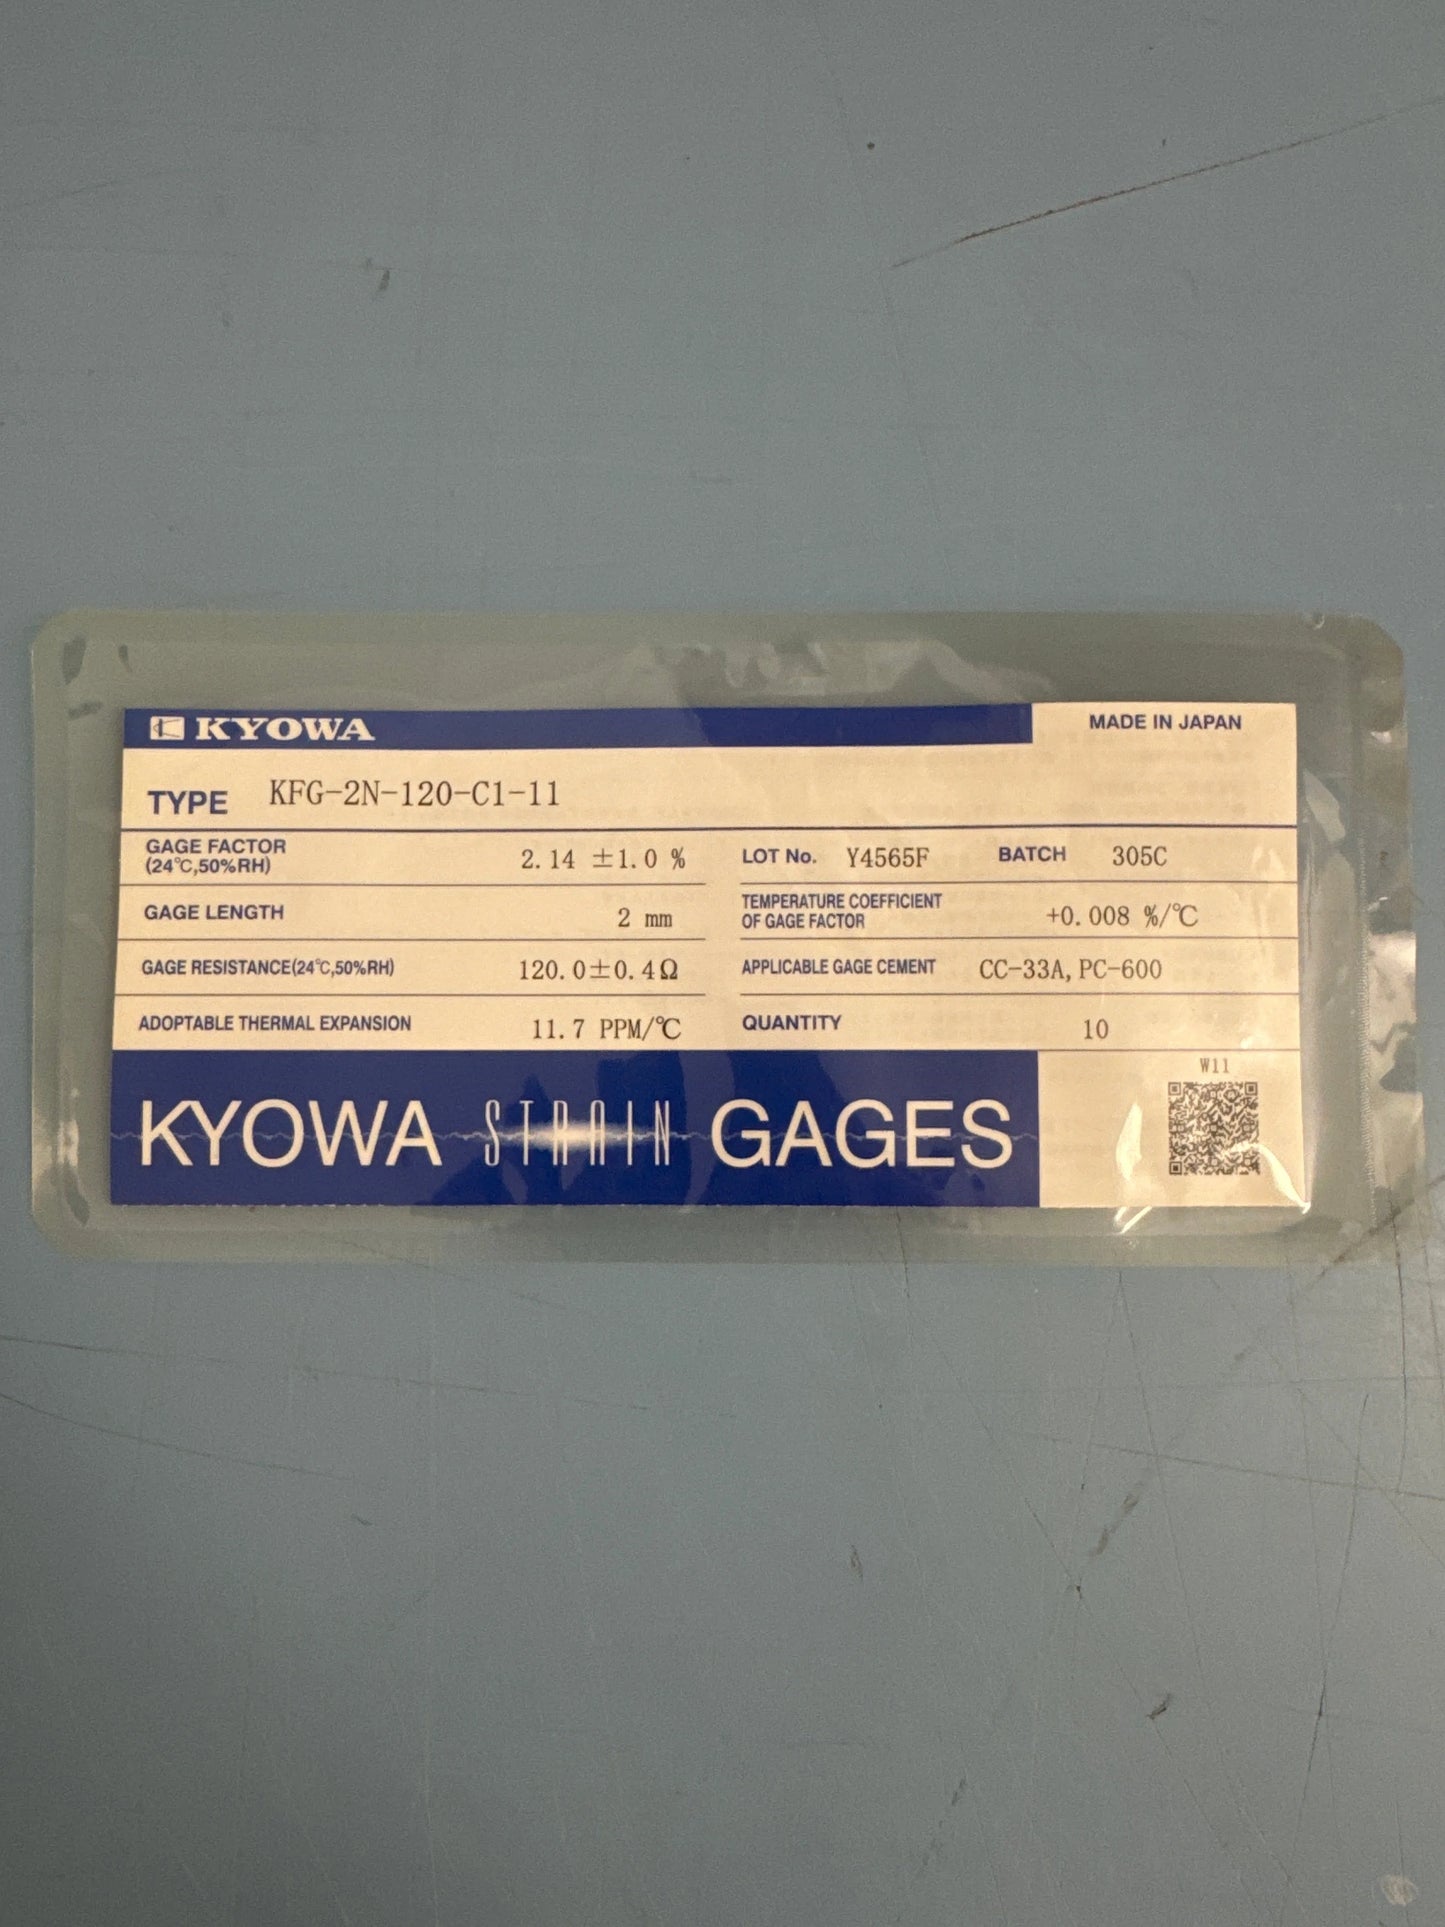 KYOWA
MADE IN JAPAN
TYPE KFG-2N-120-C1-11
GAGE FACTOR
(24℃,50%RH) 2.14 ±1.0 %
LOT No. Y4565F BATCH 305C
GAGE LENGTH 2 mm
TEMPERATURE COEFFICIENT
OF GAGE FACTOR +0.008 %/℃
GAGE RESISTANCE(24℃,50%RH) 120.0±0.4Ω
APPLICABLE GAGE CEMENT CC-33A, PC-600
ADOPTABLE THERMAL EXPANSION 11.7 PPM/℃
QUANTITY 10
W11
KYOWA STRAIN GAGES